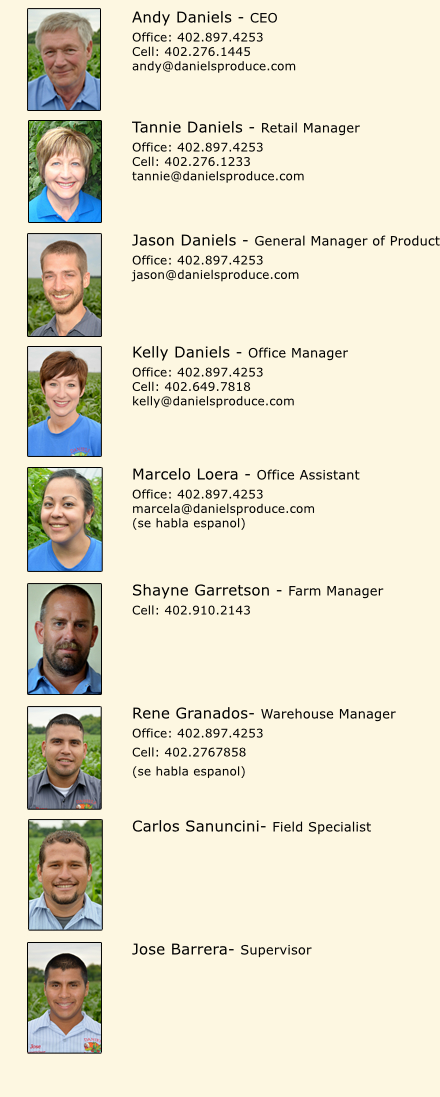 Andy Daniels - CEO
Office: 402.897.4253
Cell: 402.276.1445
andy@danielsproduce.com
Tannie Daniels - Retail Manager
Office: 402.897.4253
Cell: 402.276.1233
tannie@danielsproduce.com
Jason Daniels - General Manager of Product
Office: 402.897.4253
jason@danielsproduce.com
Kelly Daniels - Office Manager
Office: 402.897.4253
Cell: 402.649.7818
kelly@danielsproduce.com
Marcelo Loera - Office Assistant
Office: 402.897.4253
marcela@danielsproduce.com
(se habla espanol)
Shayne Garretson - Farm Manager
Cell: 402.910.2143
Rene Granados- Warehouse Manager
Office: 402.897.4253
Cell: 402.2767858
(se habla espanol)
Carlos Sanuncini- Field Specialist
Jose Barrera- Supervisor
Jose